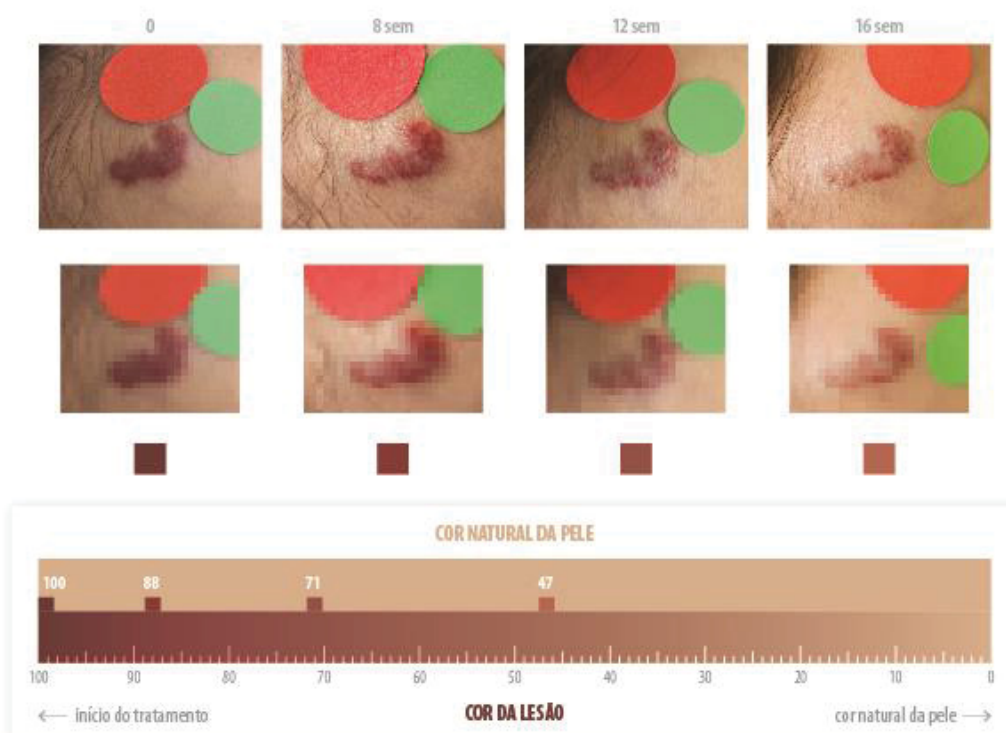 0 8 sem 12 sem 16 sem
COR NATURAL DA PELE
100 88 71 47
100 90 80 70 60 50 40 30 20 10 0
← início do tratamento COR DA LESÃO cor natural da pele →